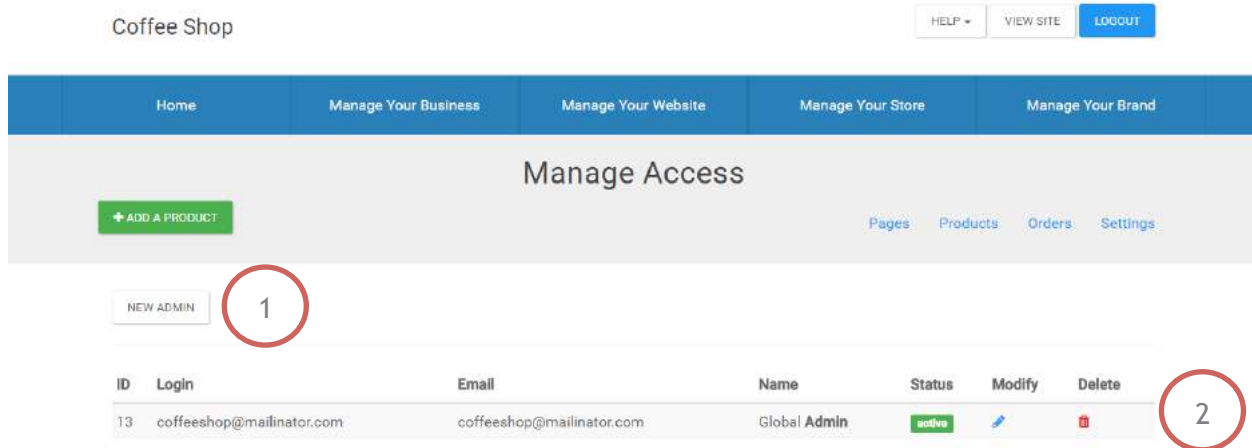 Coffee Shop
HELP VIEW SITE LOGOUT
Home Manage Your Business Manage Your Website Manage Your Store Manage Your Brand
Manage Access
+ ADD A PRODUCT
Pages Products Orders Settings
NEW ADMIN 1
ID Login Email Name Status Modify Delete
13 coffeeshop@mailinator.com coffeeshop@mailinator.com Global Admin active
2